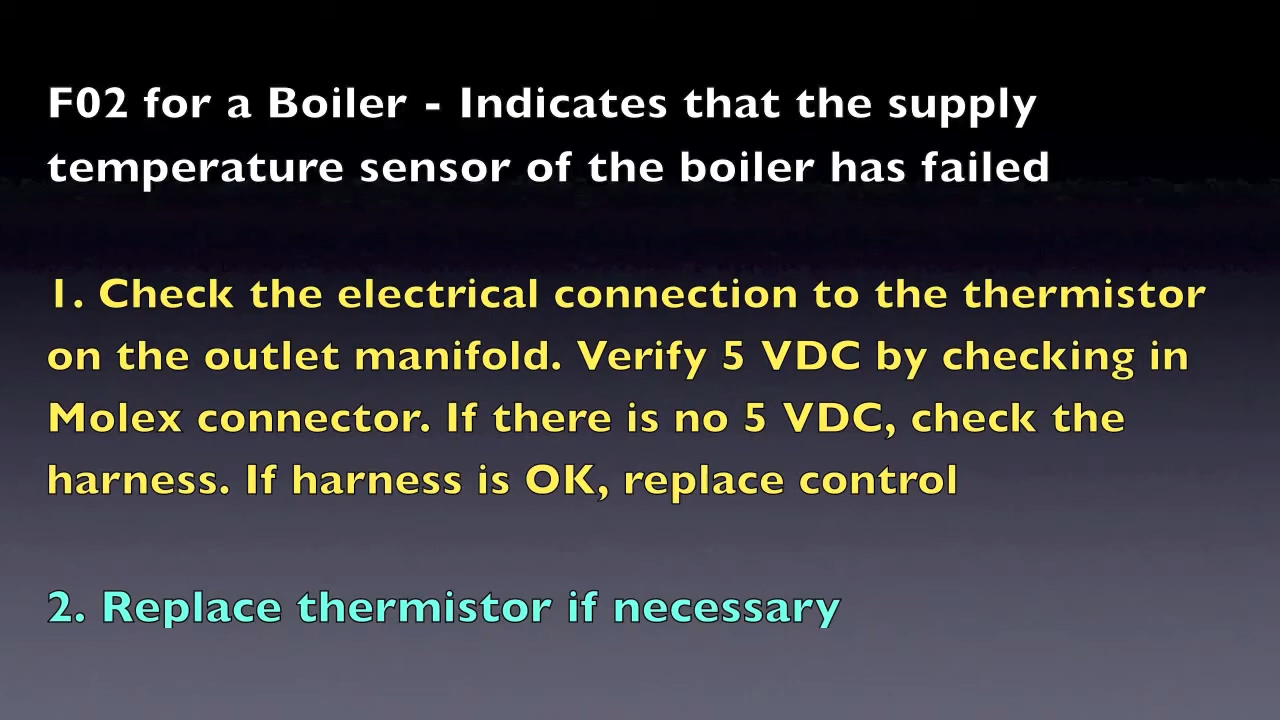 F02 for a Boiler - Indicates that the supply
temperature sensor of the boiler has failed
1. Check the electrical connection to the thermistor
on the outlet manifold. Verify 5 VDC by checking in
Molex connector. If there is no 5 VDC, check the
harness. If harness is OK, replace control
2. Replace thermistor if necessary